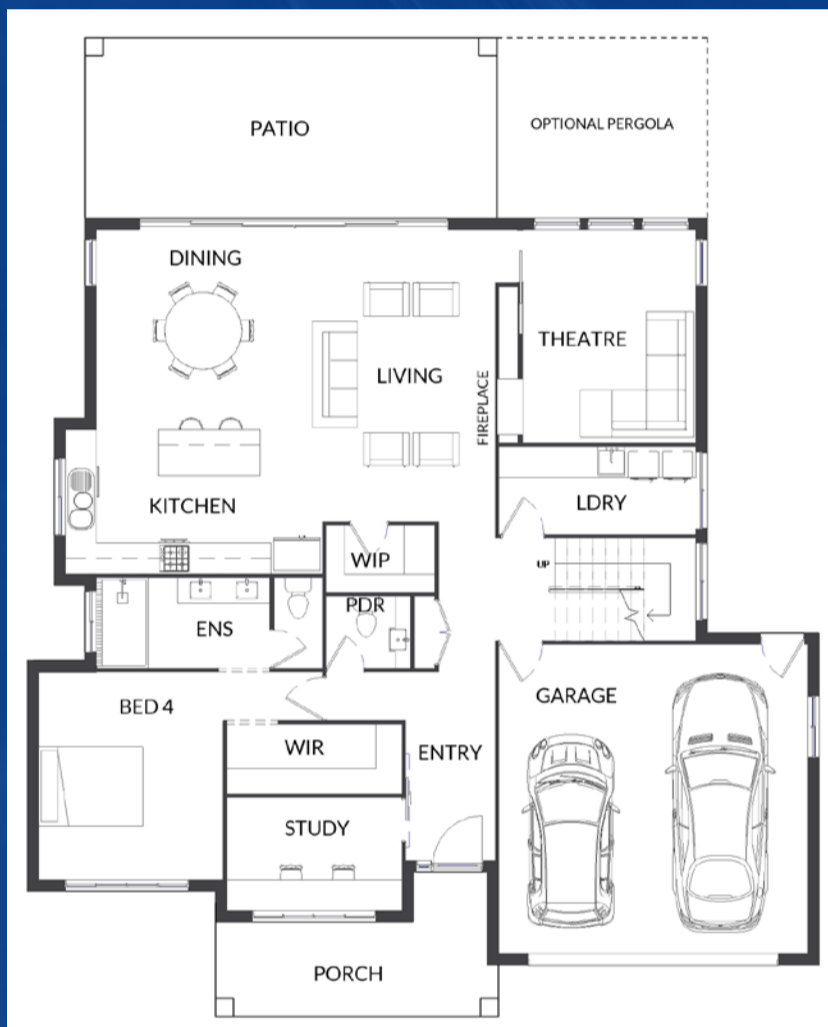 PATIO
OPTIONAL PERGOLA
DINING
THEATRE
LIVING
FIREPLACE
KITCHEN
LDRY
WIP
UP
PDR
ENS
BED 4
GARAGE
WIR
ENTRY
STUDY
PORCH